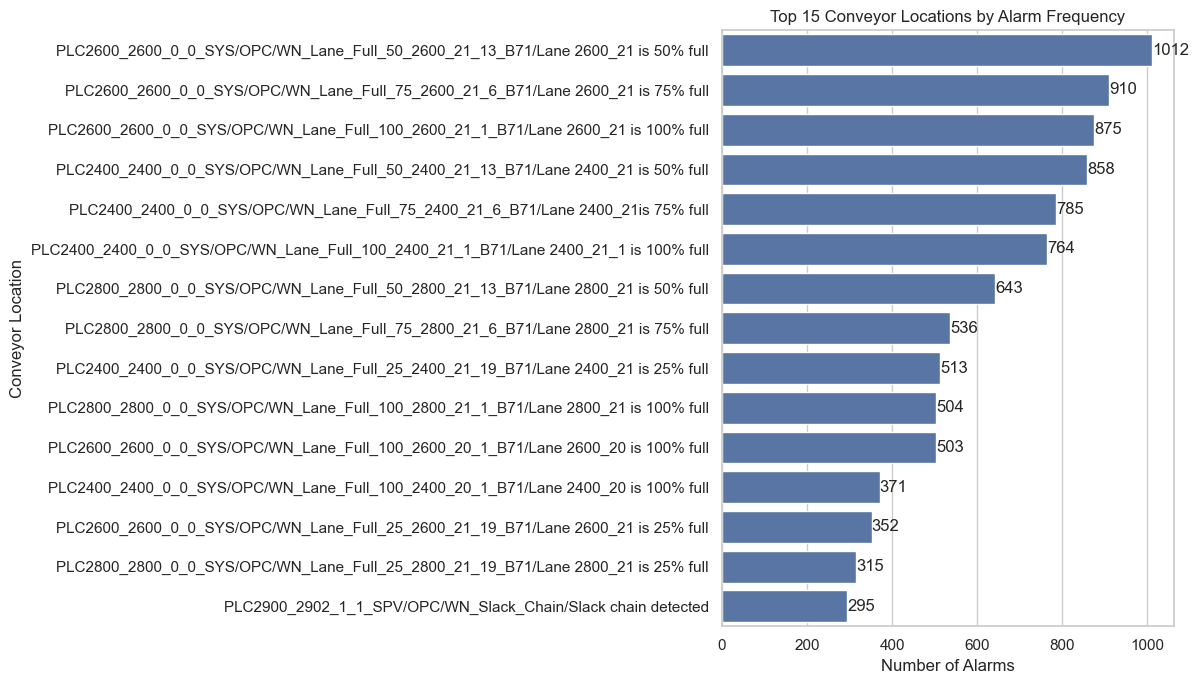 Top 15 Conveyor Locations by Alarm Frequency
PLC2600_2600_0_0_SYS/OPC/WN_Lane_Full_50_2600_21_13_B71/Lane 2600_21 is 50% full 1012
PLC2600_2600_0_0_SYS/OPC/WN_Lane_Full_75_2600_21_6_B71/Lane 2600_21 is 75% full 910
PLC2600_2600_0_0_SYS/OPC/WN_Lane_Full_100_2600_21_1_B71/Lane 2600_21 is 100% full 875
PLC2400_2400_0_0_SYS/OPC/WN_Lane_Full_50_2400_21_13_B71/Lane 2400_21 is 50% full 858
PLC2400_2400_0_0_SYS/OPC/WN_Lane_Full_75_2400_21_6_B71/Lane 2400_21is 75% full 785
PLC2400_2400_0_0_SYS/OPC/WN_Lane_Full_100_2400_21_1_B71/Lane 2400_21_1 is 100% full 764
PLC2800_2800_0_0_SYS/OPC/WN_Lane_Full_50_2800_21_13_B71/Lane 2800_21 is 50% full 643
PLC2800_2800_0_0_SYS/OPC/WN_Lane_Full_75_2800_21_6_B71/Lane 2800_21 is 75% full 536
PLC2400_2400_0_0_SYS/OPC/WN_Lane_Full_25_2400_21_19_B71/Lane 2400_21 is 25% full 513
PLC2800_2800_0_0_SYS/OPC/WN_Lane_Full_100_2800_21_1_B71/Lane 2800_21 is 100% full 504
PLC2600_2600_0_0_SYS/OPC/WN_Lane_Full_100_2600_20_1_B71/Lane 2600_20 is 100% full 503
PLC2400_2400_0_0_SYS/OPC/WN_Lane_Full_100_2400_20_1_B71/Lane 2400_20 is 100% full 371
PLC2600_2600_0_0_SYS/OPC/WN_Lane_Full_25_2600_21_19_B71/Lane 2600_21 is 25% full 352
PLC2800_2800_0_0_SYS/OPC/WN_Lane_Full_25_2800_21_19_B71/Lane 2800_21 is 25% full 315
PLC2900_2902_1_1_SPV/OPC/WN_Slack_Chain/Slack chain detected 295
Conveyor Location
0 200 400 600 800 1000
Number of Alarms